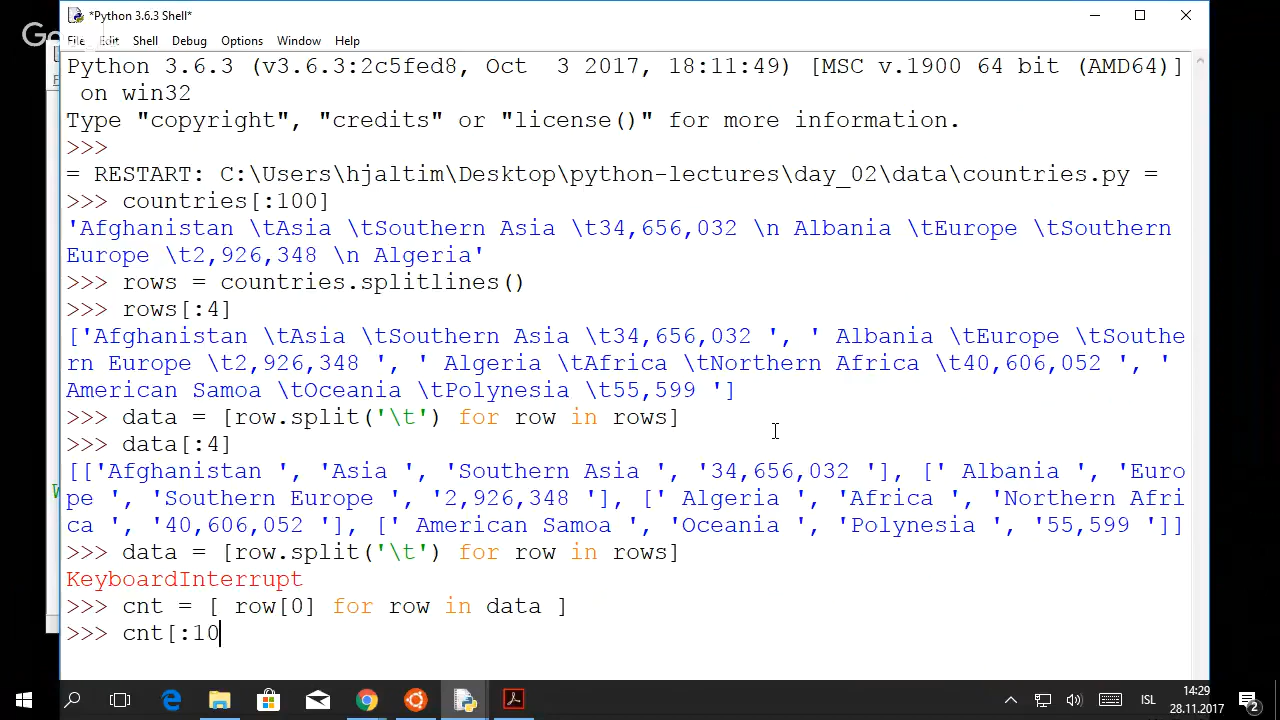 *Python 3.6.3 Shell*
File Edit Shell Debug Options Window Help
Python 3.6.3 (v3.6.3:2c5fed8, Oct  3 2017, 18:11:49) [MSC v.1900 64 bit (AMD64)]
 on win32
Type "copyright", "credits" or "license()" for more information.
>>>
= RESTART: C:\Users\hjaltim\Desktop\python-lectures\day_02\data\countries.py =
>>> countries[:100]
'Afghanistan \tAsia \tSouthern Asia \t34,656,032 \n Albania \tEurope \tSouthern
Europe \t2,926,348 \n Algeria'
>>> rows = countries.splitlines()
>>> rows[:4]
['Afghanistan \tAsia \tSouthern Asia \t34,656,032 ', ' Albania \tEurope \tSouthe
rn Europe \t2,926,348 ', ' Algeria \tAfrica \tNorthern Africa \t40,606,052 ', '
American Samoa \tOceania \tPolynesia \t55,599 ']
>>> data = [row.split('\t') for row in rows]
>>> data[:4]
[['Afghanistan ', 'Asia ', 'Southern Asia ', '34,656,032 '], [' Albania ', 'Euro
pe ', 'Southern Europe ', '2,926,348 '], [' Algeria ', 'Africa ', 'Northern Afri
ca ', '40,606,052 '], [' American Samoa ', 'Oceania ', 'Polynesia ', '55,599 ']]
>>> data = [row.split('\t') for row in rows]
KeyboardInterrupt
>>> cnt = [ row[0] for row in data ]
>>> cnt[:10
ISL
14:29
28.11.2017
2